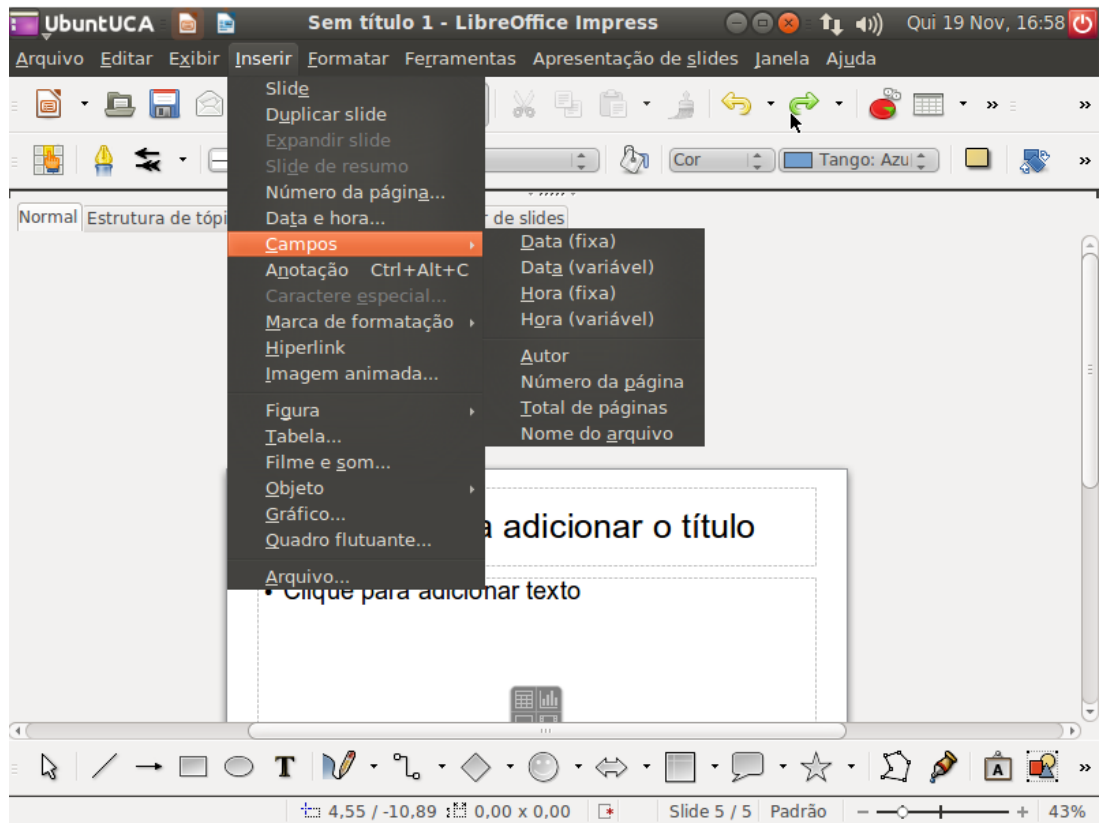 UbuntUCA Sem título 1 - LibreOffice Impress Qui 19 Nov, 16:58
Arquivo Editar Exibir Inserir Formatar Ferramentas Apresentação de slides Janela Ajuda
Slide
Duplicar slide
Expandir slide
Slide de resumo
Número da página...
Data e hora...
Campos
Anotação Ctrl+Alt+C
Caractere especial...
Marca de formatação
Hiperlink
Imagem animada...
Figura
Tabela...
Filme e som...
Objeto
Gráfico...
Quadro flutuante...
Arquivo...
Data (fixa)
Data (variável)
Hora (fixa)
Hora (variável)
Autor
Número da página
Total de páginas
Nome do arquivo
Cor Tango: Azu
Normal Estrutura de tópi r de slides
a adicionar o título
• Clique para adicionar texto
T
A
4,55 / -10,89 0,00 x 0,00 Slide 5 / 5 Padrão 43%